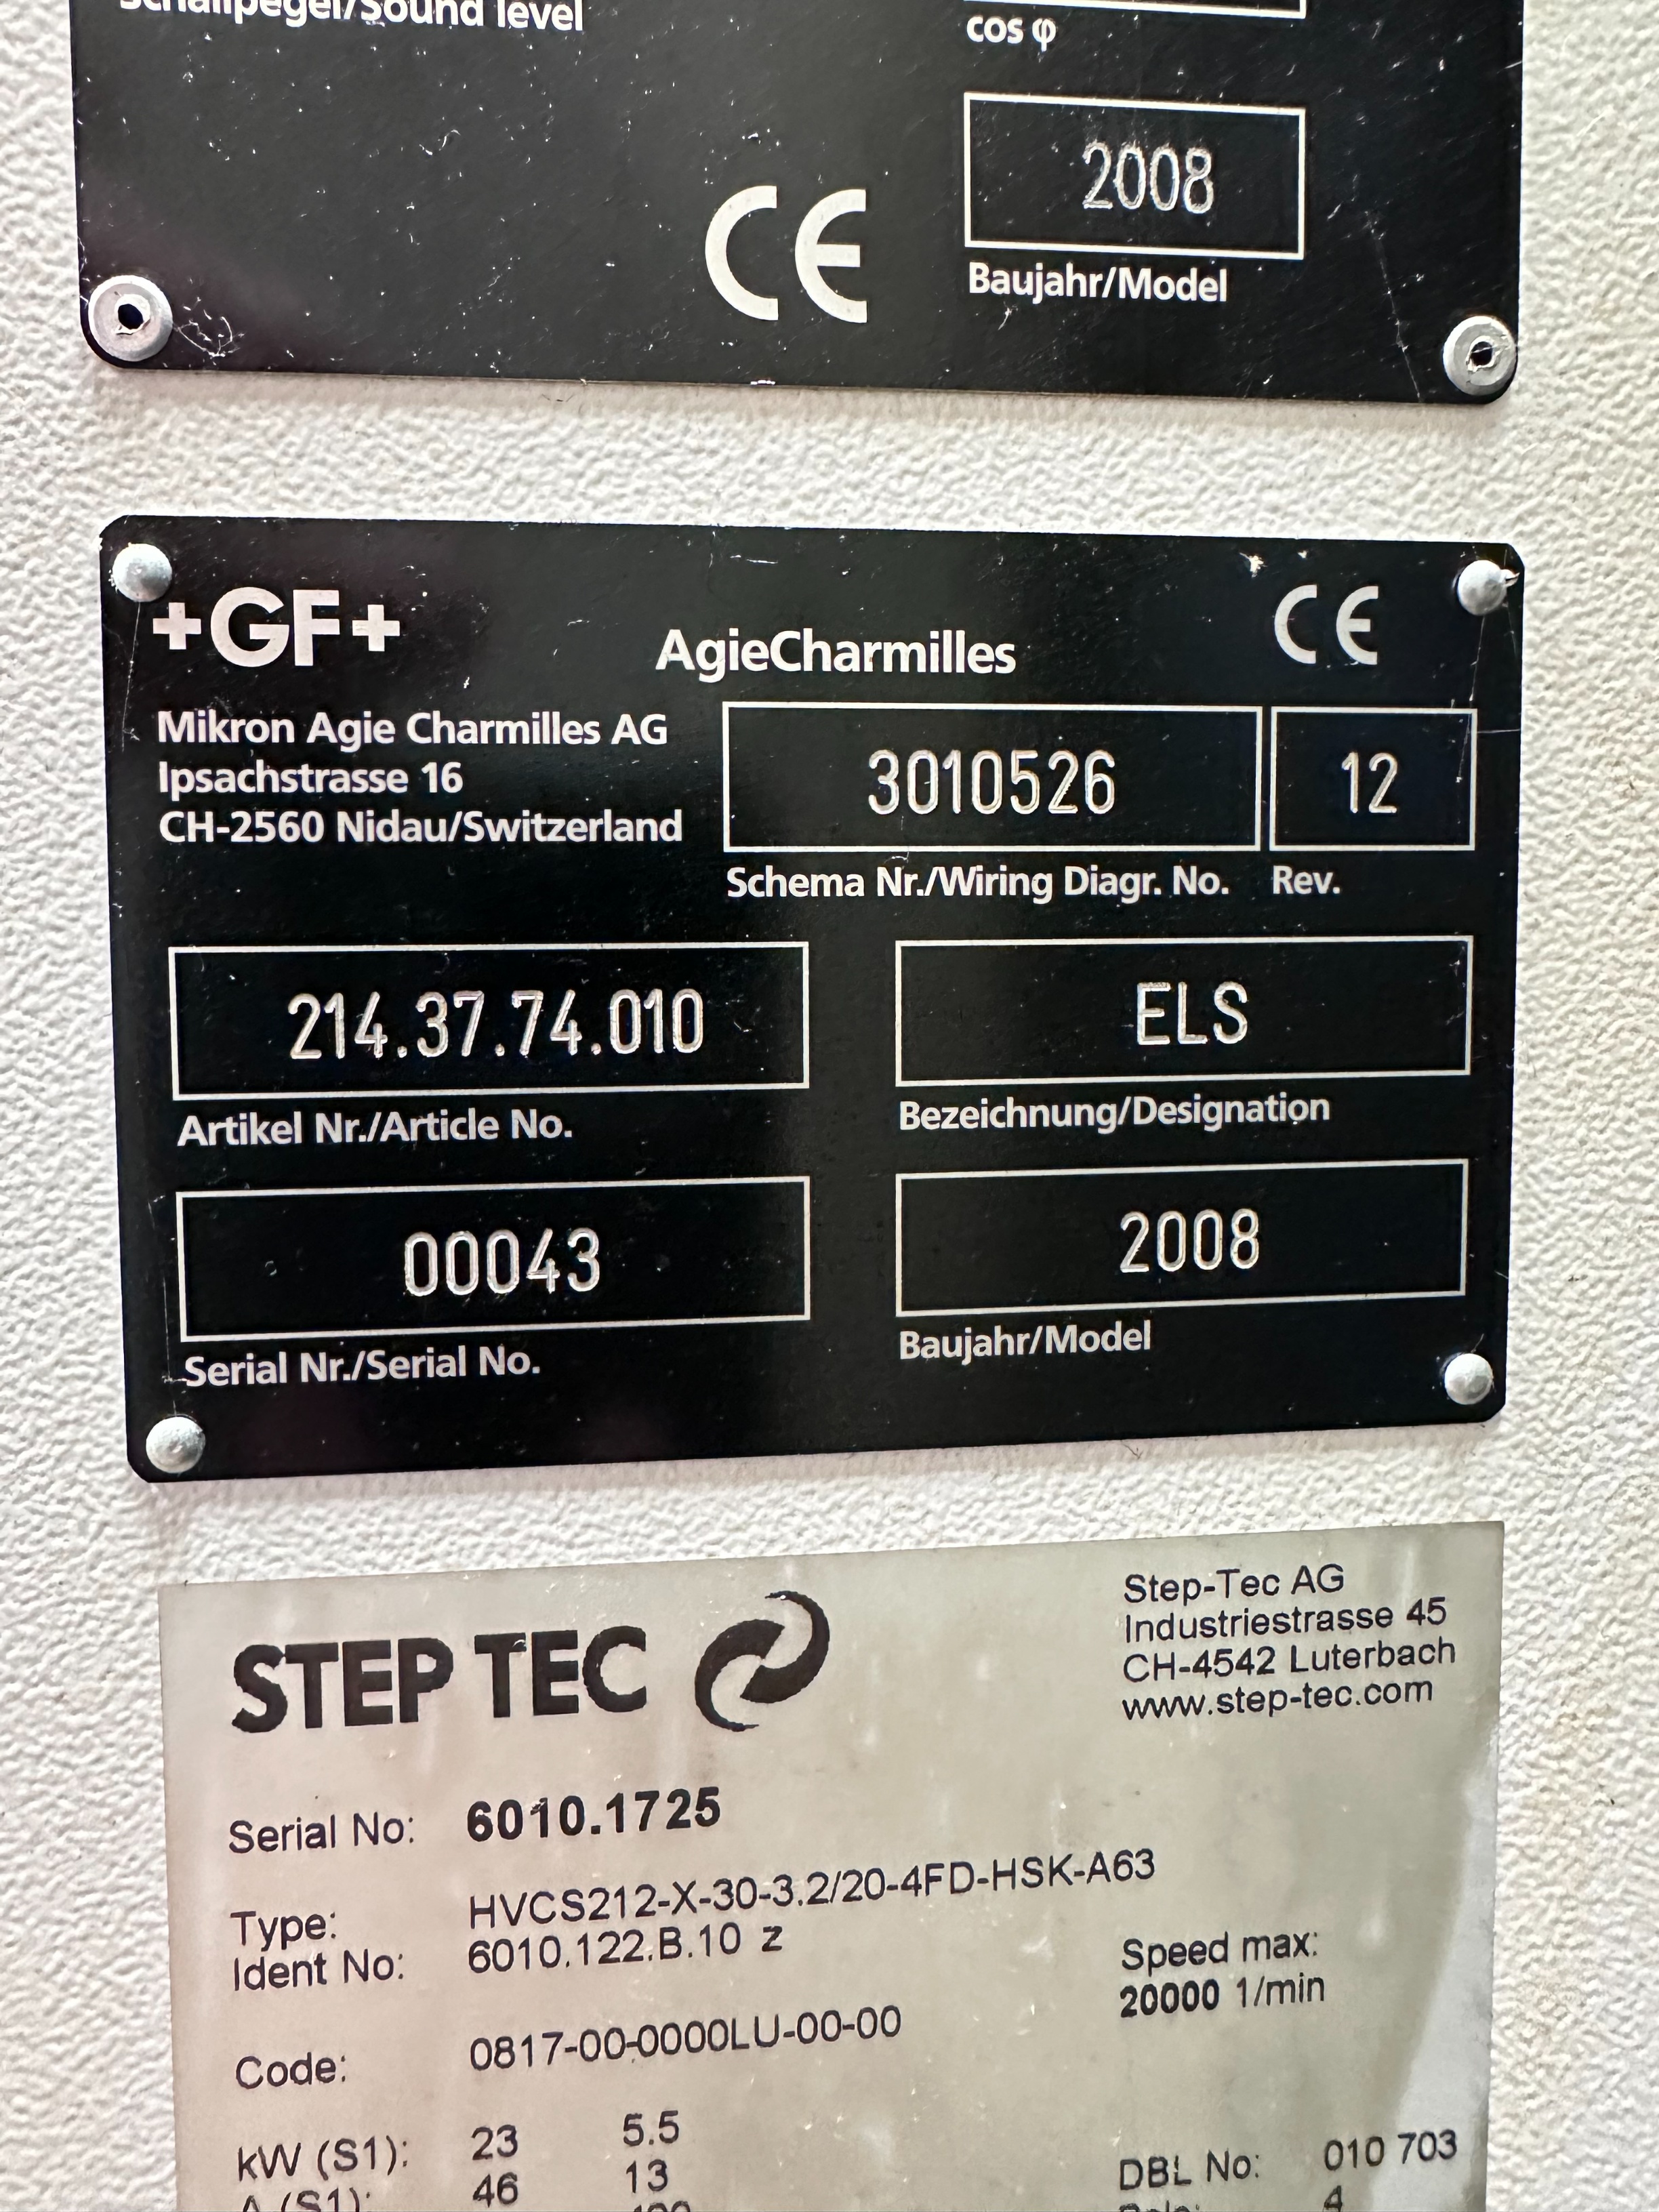 Schallpegel/Sound level
cos φ
2008
CE
Baujahr/Model
+GF+
AgieCharmilles
CE
Mikron Agie Charmilles AG
Ipsachstrasse 16
CH-2560 Nidau/Switzerland
3010526
12
Schema Nr./Wiring Diagr. No.
Rev.
214.37.74.010
ELS
Artikel Nr./Article No.
Bezeichnung/Designation
00043
2008
Serial Nr./Serial No.
Baujahr/Model
STEP TEC
Step-Tec AG
Industriestrasse 45
CH-4542 Luterbach
www.step-tec.com
Serial No: 6010.1725
Type: HVCS212-X-30-3.2/20-4FD-HSK-A63
Ident No: 6010.122.B.10 z
Speed max:
20000 1/min
Code: 0817-00-0000LU-00-00
kW (S1): 23 5.5
DBL No: 010 703
A (S1): 46 13
4